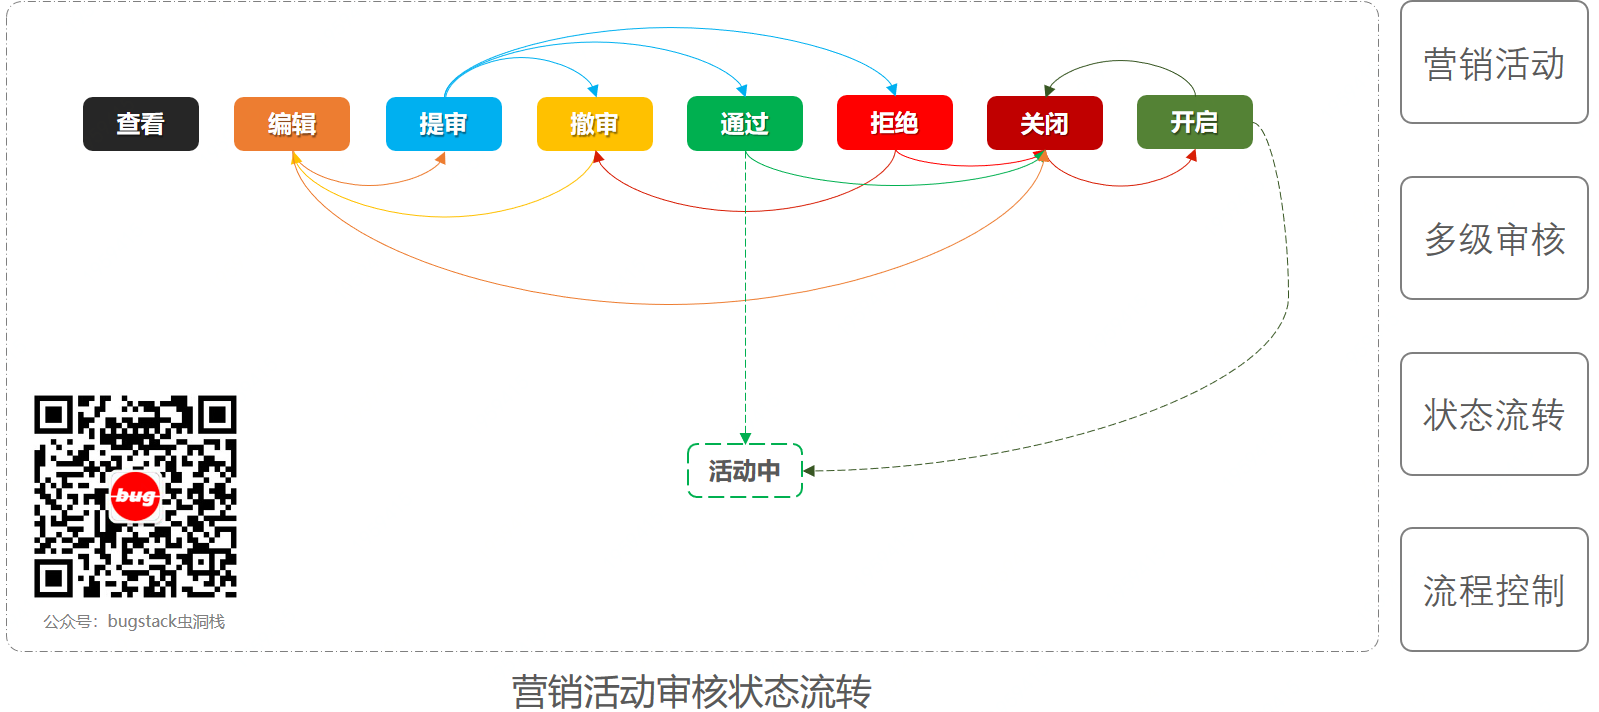 查看
编辑
提审
撤审
通过
拒绝
关闭
开启
活动中
bug
公众号：bugstack虫洞栈
营销活动审核状态流转
营销活动
多级审核
状态流转
流程控制